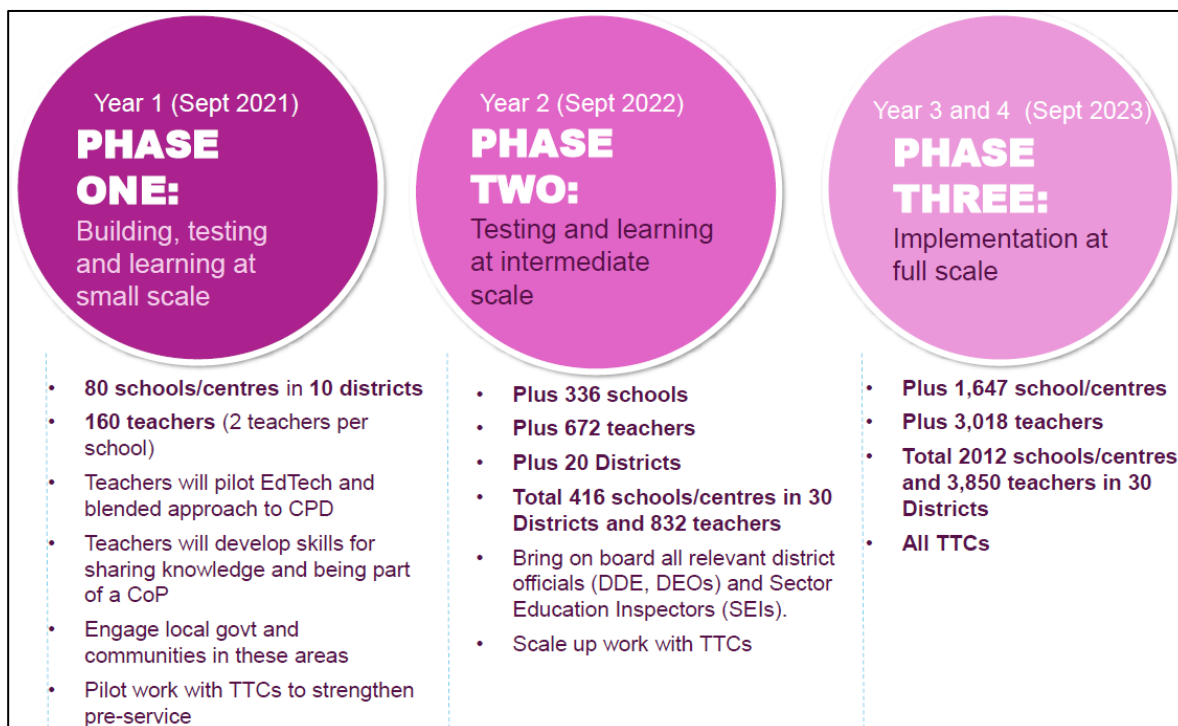 Year 1 (Sept 2021)
PHASE
ONE:
Building, testing
and learning at
small scale
• 80 schools/centres in 10 districts
• 160 teachers (2 teachers per
school)
• Teachers will pilot EdTech and
blended approach to CPD
• Teachers will develop skills for
sharing knowledge and being part
of a CoP
• Engage local govt and
communities in these areas
• Pilot work with TTCs to strengthen
pre-service
Year 2 (Sept 2022)
PHASE
TWO:
Testing and learning
at intermediate
scale
• Plus 336 schools
• Plus 672 teachers
• Plus 20 Districts
• Total 416 schools/centres in 30
Districts and 832 teachers
• Bring on board all relevant district
officials (DDE, DEOs) and Sector
Education Inspectors (SEIs).
• Scale up work with TTCs
Year 3 and 4 (Sept 2023)
PHASE
THREE:
Implementation at
full scale
• Plus 1,647 school/centres
• Plus 3,018 teachers
• Total 2012 schools/centres
and 3,850 teachers in 30
Districts
• All TTCs